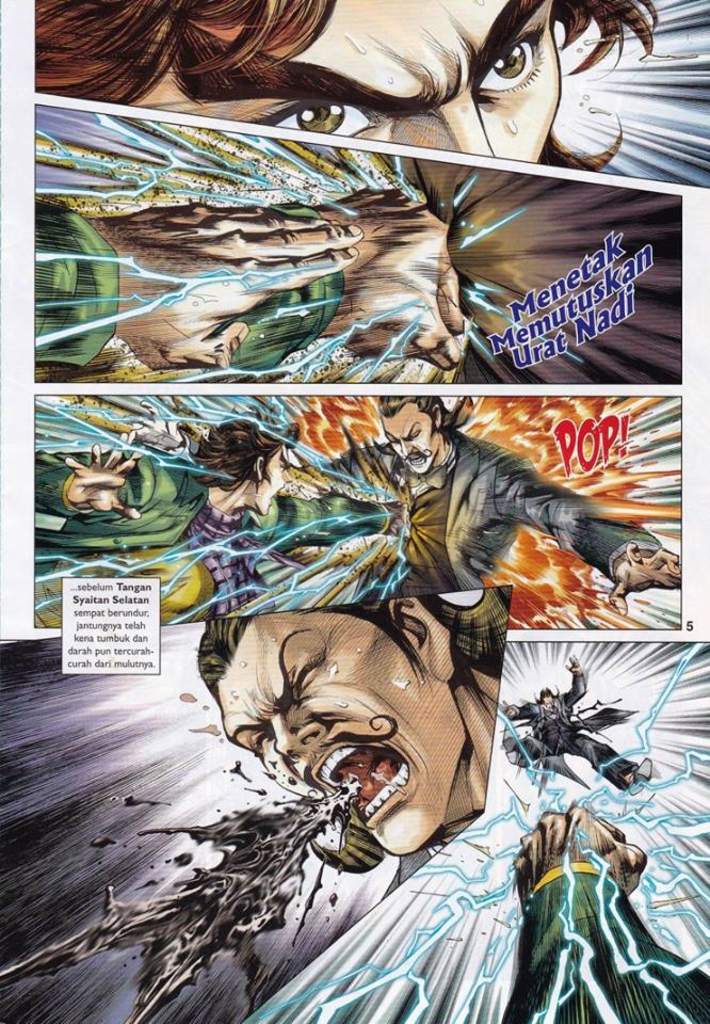 Menetak
Memutuskan
Urat Nadi
POP!
...sebelum Tangan
Syaitan Selatan
sempat berundur,
jantungnya telah
kena tumbuk dan
darah pun tercurah-
curah dari mulutnya.
5